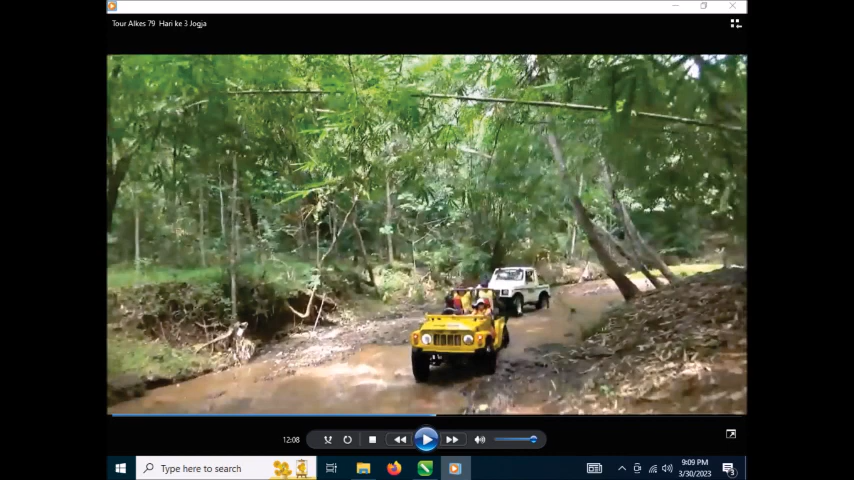 Tour Alkes 79 Hari ke 3 Jogja
12:08
Type here to search
9:09 PM
3/30/2023
3